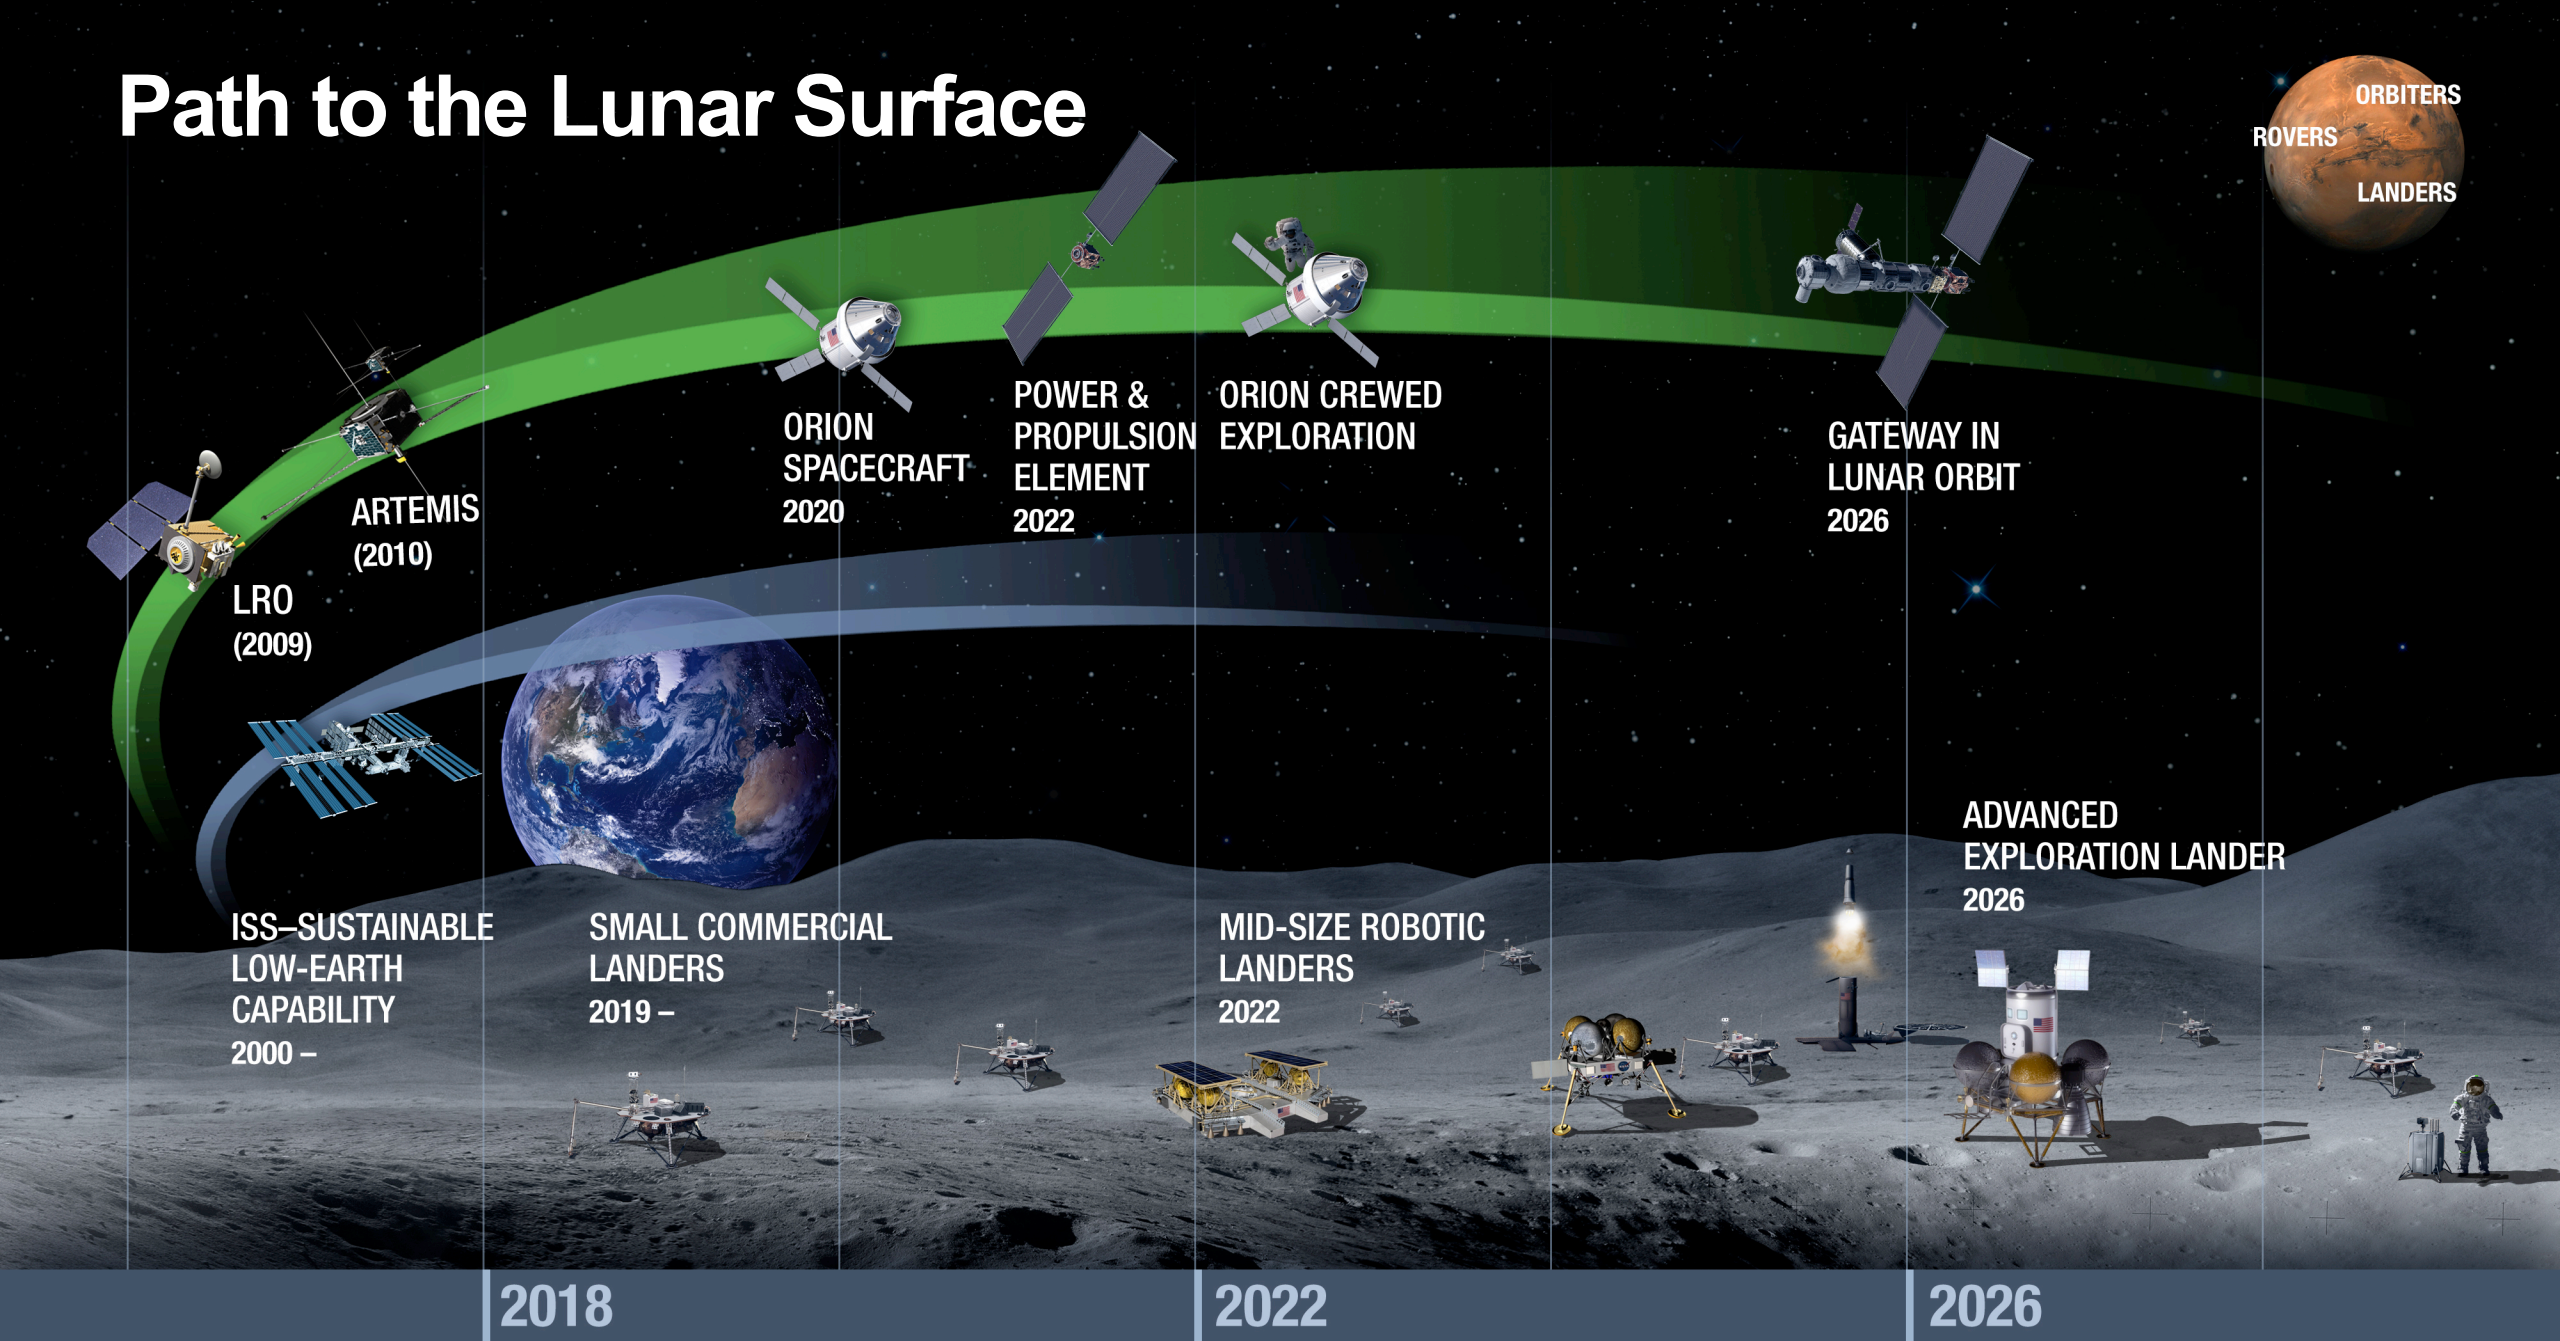 Path to the Lunar Surface
ORBITERS
ROVERS
LANDERS
LRO
(2009)
ARTEMIS
(2010)
ORION
SPACECRAFT
2020
POWER &
PROPULSION
ELEMENT
2022
ORION CREWED
EXPLORATION
GATEWAY IN
LUNAR ORBIT
2026
ISS–SUSTAINABLE
LOW-EARTH
CAPABILITY
2000 –
SMALL COMMERCIAL
LANDERS
2019 –
MID-SIZE ROBOTIC
LANDERS
2022
ADVANCED
EXPLORATION LANDER
2026
2018
2022
2026